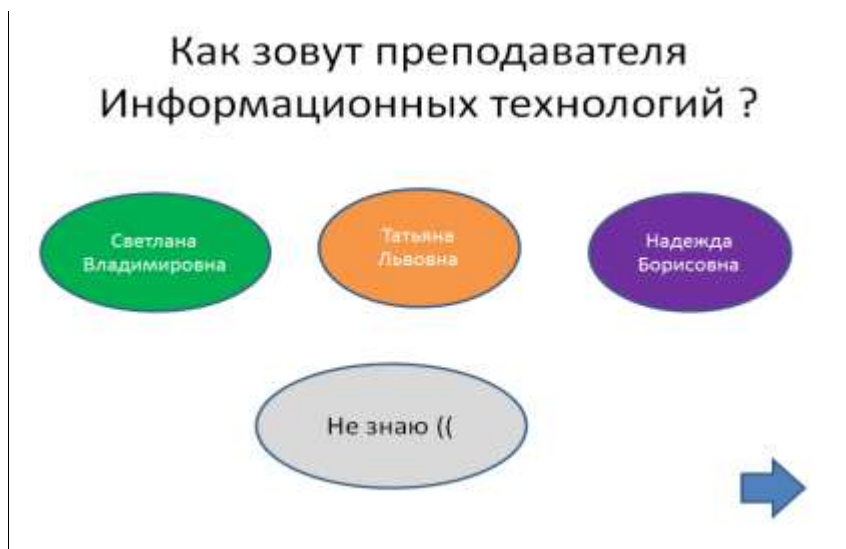 Как зовут преподавателя
Информационных технологий ?
Светлана
Владимировна
Татьяна
Львовна
Надежда
Борисовна
Не знаю ((